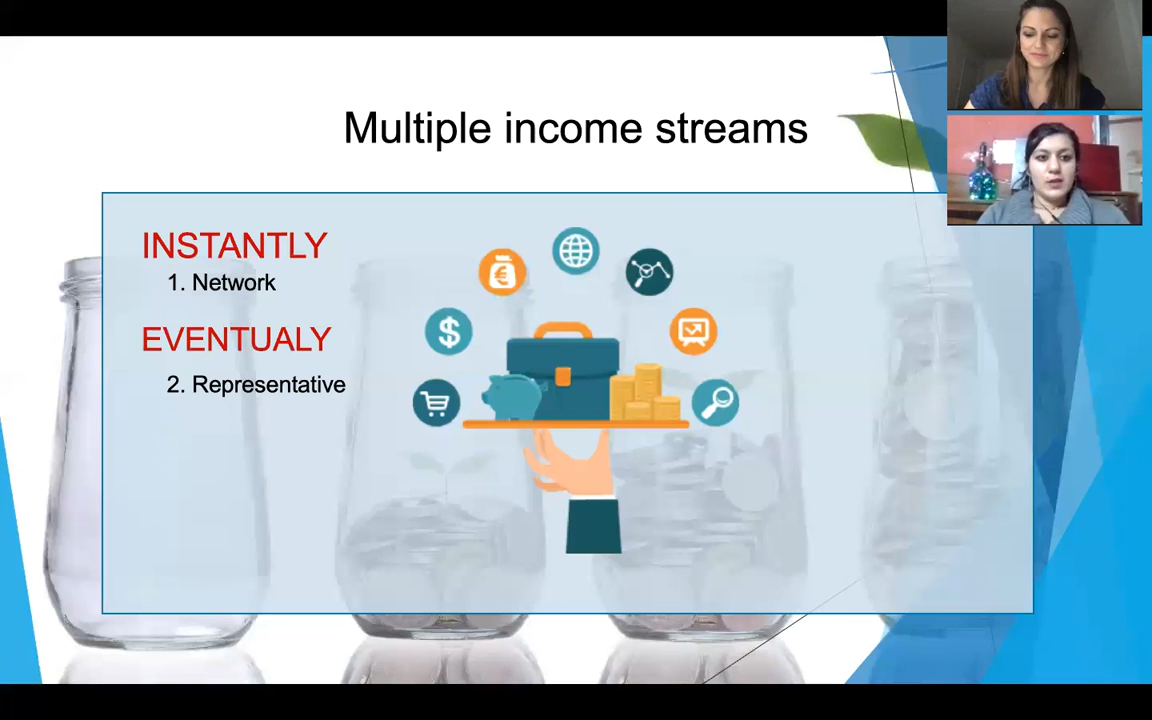 Multiple income streams
INSTANTLY
1. Network
EVENTUALY
2. Representative
$
€